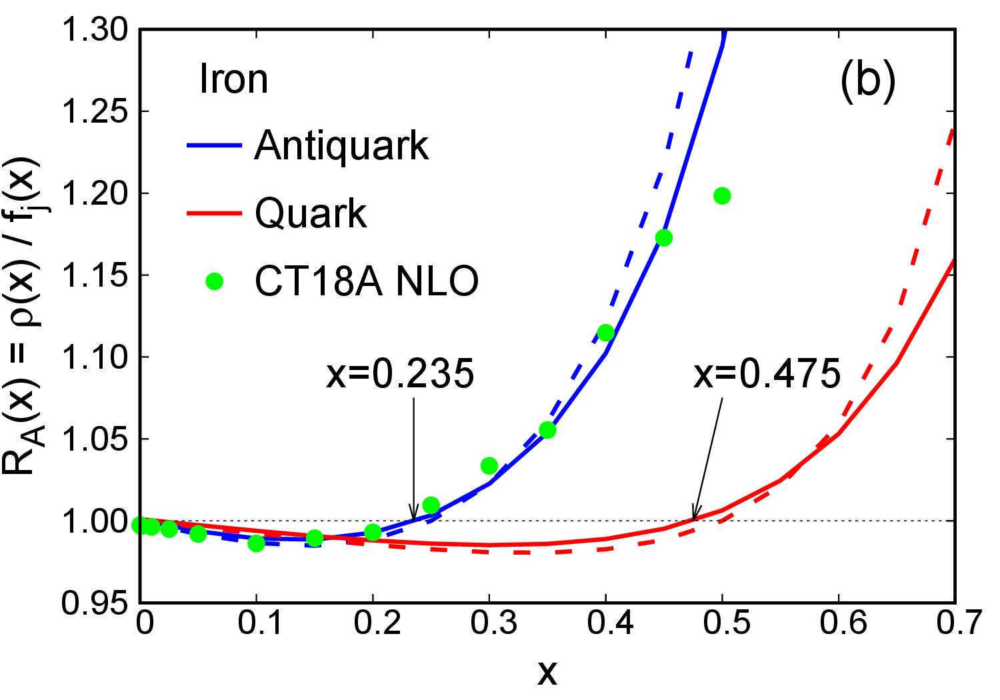 1.30
1.25
1.20
1.15
1.10
1.05
1.00
0.95
R_A(x) = ρ(x) / f_j(x)
Iron
(b)
Antiquark
Quark
CT18A NLO
x=0.235
x=0.475
0 0.1 0.2 0.3 0.4 0.5 0.6 0.7
x